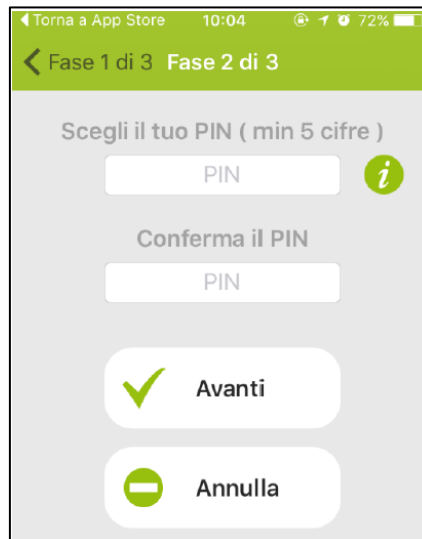 Torna a App Store 10:04 72%
Fase 1 di 3 Fase 2 di 3
Scegli il tuo PIN ( min 5 cifre )
PIN
i
Conferma il PIN
PIN
Avanti
Annulla